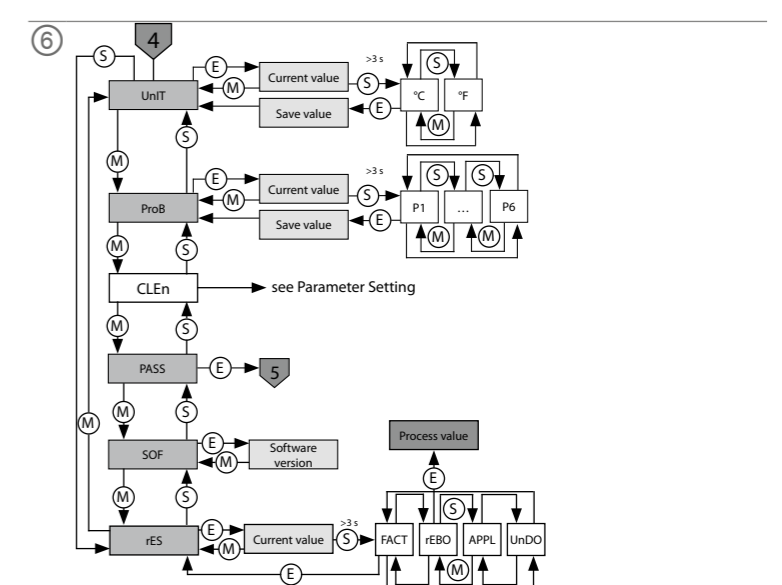 6
4
S
E
>3 s
UnIT
Current value
M
S
S
°C
°F
Save value
E
M
S
M
E
>3 s
ProB
Current value
M
S
S
S
P1
...
P6
Save value
E
M
M
M
S
CLEn
see Parameter Setting
M
S
PASS
E
5
M
S
M
Process value
SOF
E
M
Software
version
E
M
S
S
>3 s
rES
E
M
Current value
S
FACT
rEBO
APPL
UnDO
E
M